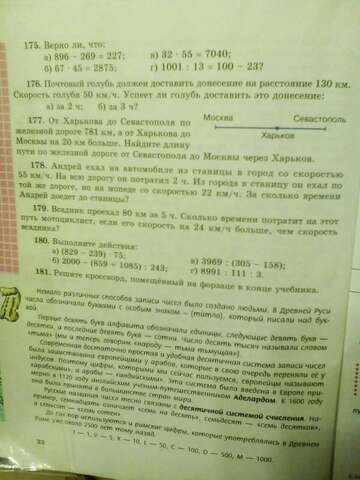 175. Верно ли, что:
а) 896 − 269 = 227; в) 32 · 55 = 7040;
б) 67 · 45 = 2875; г) 1001 : 13 = 100 − 23?
176. Почтовый голубь должен доставить донесение на расстояние 130 км.
Скорость голубя 50 км/ч. Успеет ли голубь доставить это донесение:
а) за 2 ч; б) за 3 ч?
177. От Харькова до Севастополя по
железной дороге 781 км, а от Харькова до
Москвы на 20 км больше. Найдите длину
пути по железной дороге от Севастополя до Москвы через Харьков.
Москва Севастополь
Харьков
178. Андрей ехал на автомобиле из станицы в город со скоростью
55 км/ч. На всю дорогу он потратил 2 ч. Из города в станицу он ехал по
той же дороге, но на мопеде со скоростью 22 км/ч. За сколько времени
Андрей доедет до станицы?
179. Всадник проехал 80 км за 5 ч. Сколько времени потратит на этот
путь мотоциклист, если его скорость на 24 км/ч больше, чем скорость
всадника?
180. Выполните действия:
а) (829 − 239) · 75; в) 3969 : (305 − 158);
б) 2000 − (859 + 1085) : 243; г) 8991 : 111 : 3.
181. Решите кроссворд, помещённый на форзаце в конце учебника.
Немало различных способов записи чисел было создано людьми. В Древней Руси
числа обозначали буквами с особым знаком ~ (титло), который писали над бук-
вой.
Первые девять букв алфавита обозначали единицы, следующие девять букв —
десятки, а последние девять букв — сотни. Число десять тысяч называли словом
«тьма» (мы и теперь говорим «народу — тьма тьмущая»).
Современная достаточно простая и удобная десятичная система записи чисел
была заимствована европейцами у арабов, которые в свою очередь переняли её у
индусов. Поэтому цифры, которыми мы сейчас пользуемся, европейцы называют
«арабскими», а арабы — «индийскими». Эта система была введена в Европе при-
мерно в 1120 году английским учёным-путешественником Аделардом. К 1600 году
она была принята в большинстве стран мира.
Русские названия чисел тесно связаны с десятичной системой счисления. На-
пример, семнадцать означает «семь на десять», семьдесят — «семь десятков»,
а семьсот — «семь сотен».
До сих пор используются и римские цифры, которые употреблялись в Древнем
Риме уже около 2500 лет тому назад.
I — 1, V — 5, X — 10, L — 50, C — 100, D — 500, M — 1000.